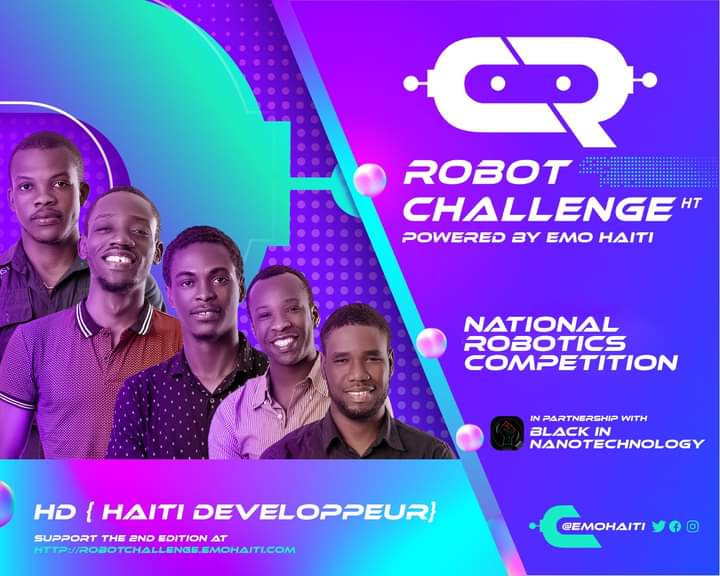 ROBOT
CHALLENGE HT
POWERED BY EMO HAITI
NATIONAL
ROBOTICS
COMPETITION
IN PARTNERSHIP WITH
BLACK IN
NANOTECHNOLOGY
HD { HAITI DEVELOPPEUR}
SUPPORT THE 2ND EDITION AT
HTTP://ROBOTCHALLENGE.EMOHAITI.COM
@EMOHAITI